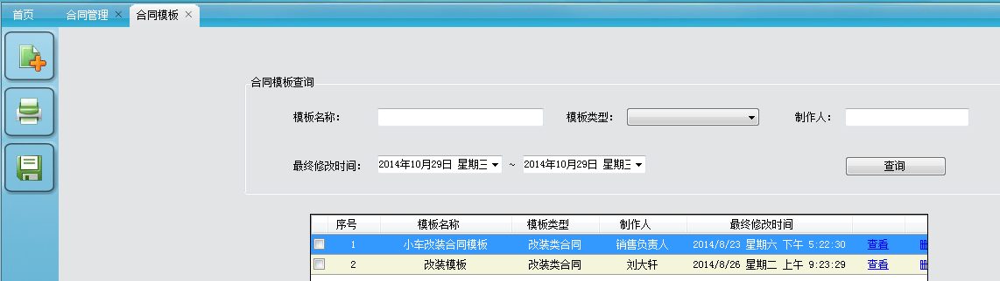 首页 合同管理 合同模板
合同模板查询
模板名称： 模板类型： 制作人：
最终修改时间： 2014年10月29日 星期三 ~ 2014年10月29日 星期三 查询
序号 模板名称 模板类型 制作人 最终修改时间
1 小车改装合同模板 改装类合同 销售负责人 2014/8/23 星期六 下午 5:22:30 查看
2 改装模板 改装类合同 刘大轩 2014/8/26 星期二 上午 9:23:29 查看